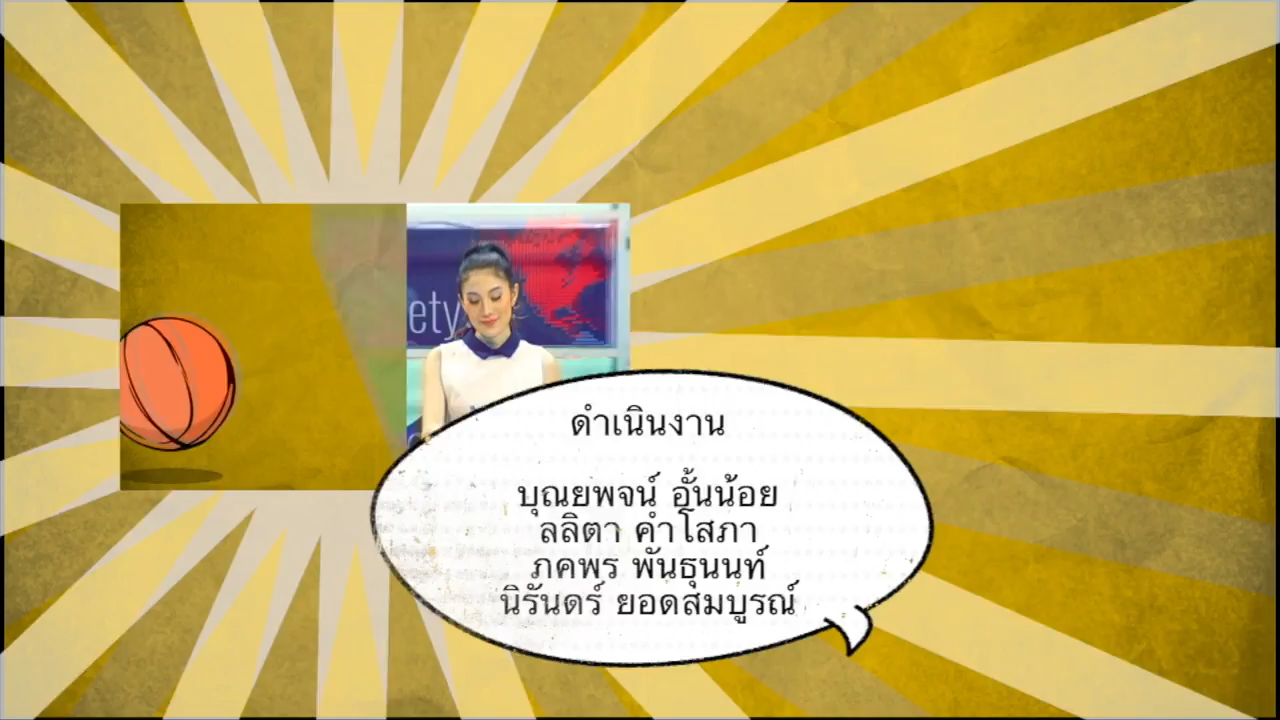 ety
ดำเนินงาน
บุณยพจน์ อั้นน้อย
ลลิตา คำโสภา
ภคพร พันธุนนท์
นิรันดร์ ยอดสมบูรณ์